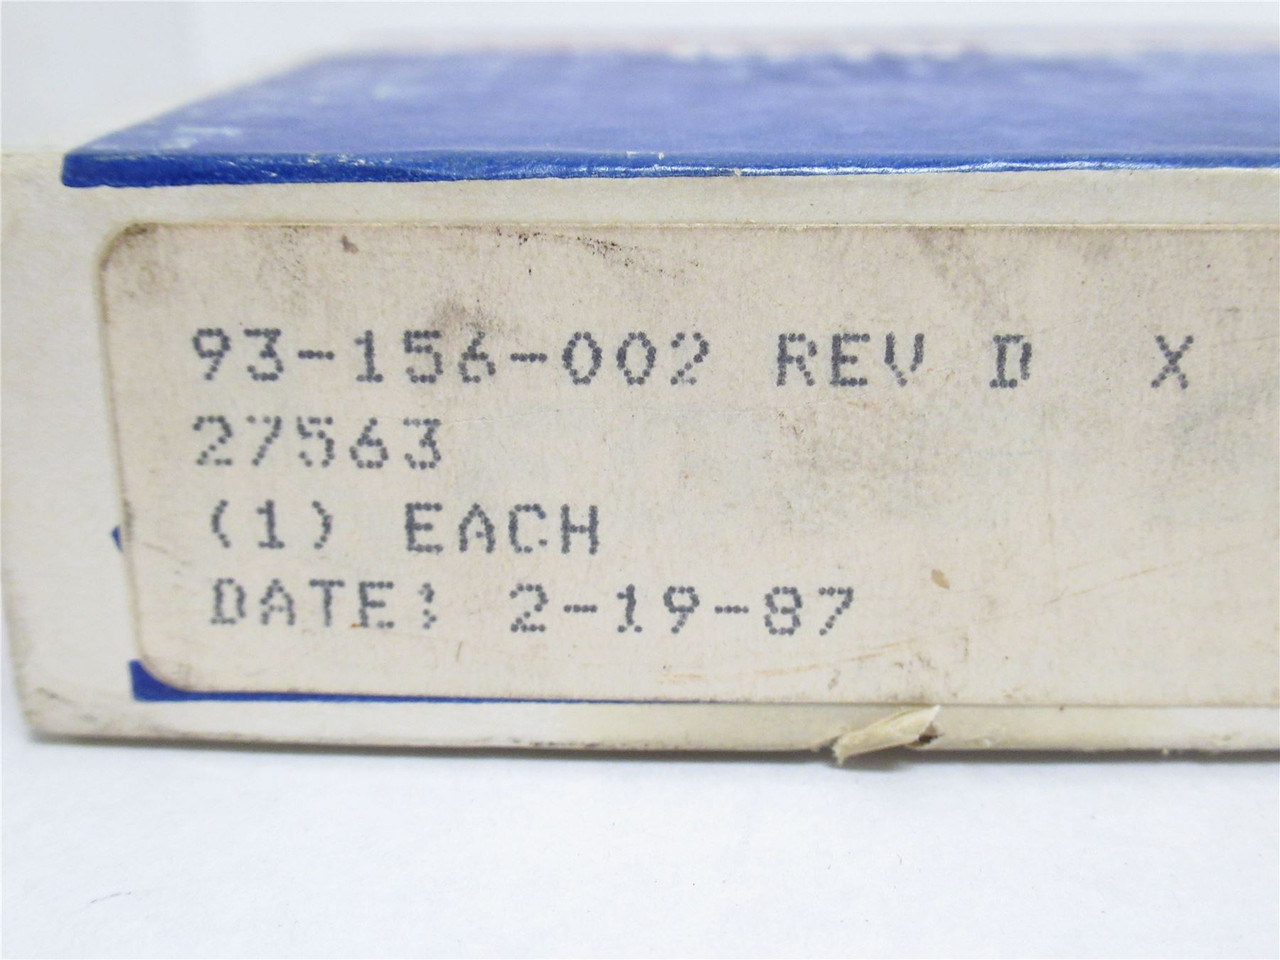 93-156-002 REV D X
27563
(1) EACH
DATE: 2-19-87